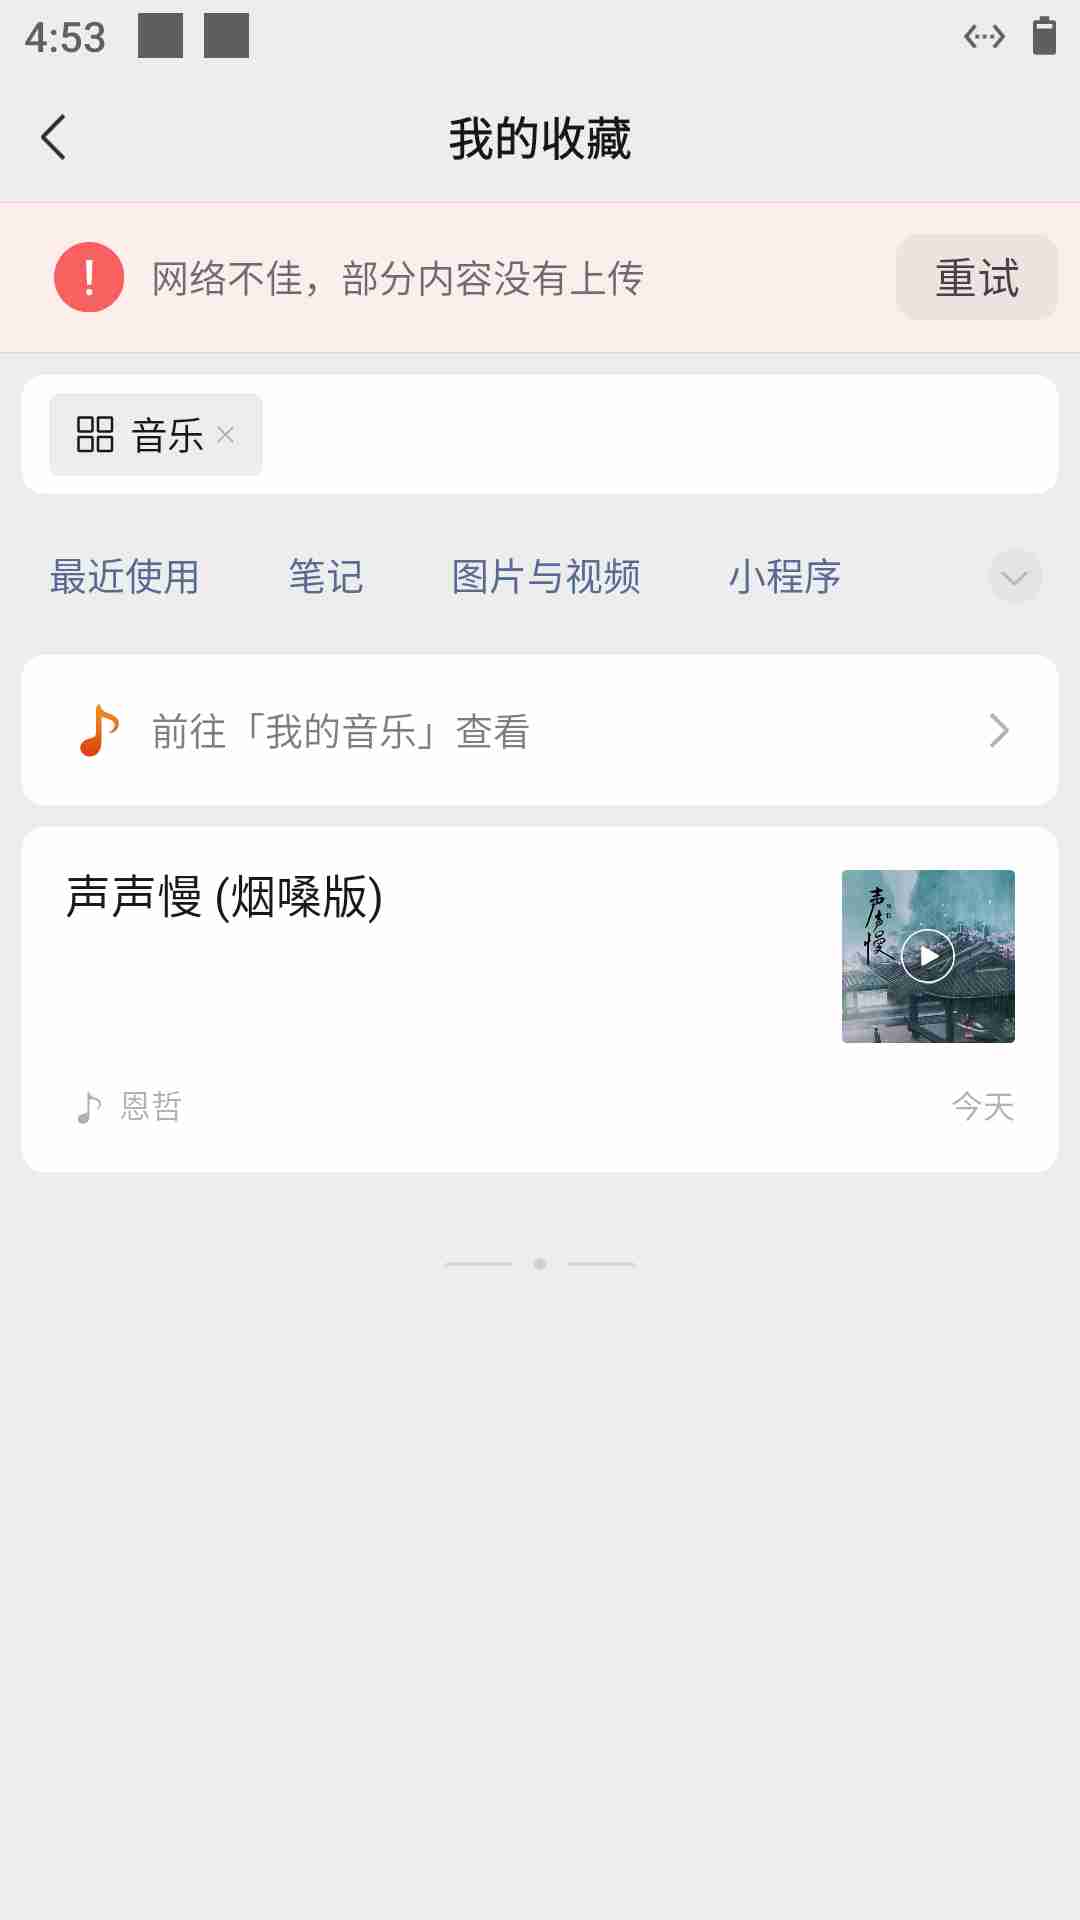 4:53
我的收藏
网络不佳，部分内容没有上传
重试
音乐
最近使用 笔记 图片与视频 小程序
前往「我的音乐」查看
声声慢 (烟嗓版)
声声慢
恩哲 今天